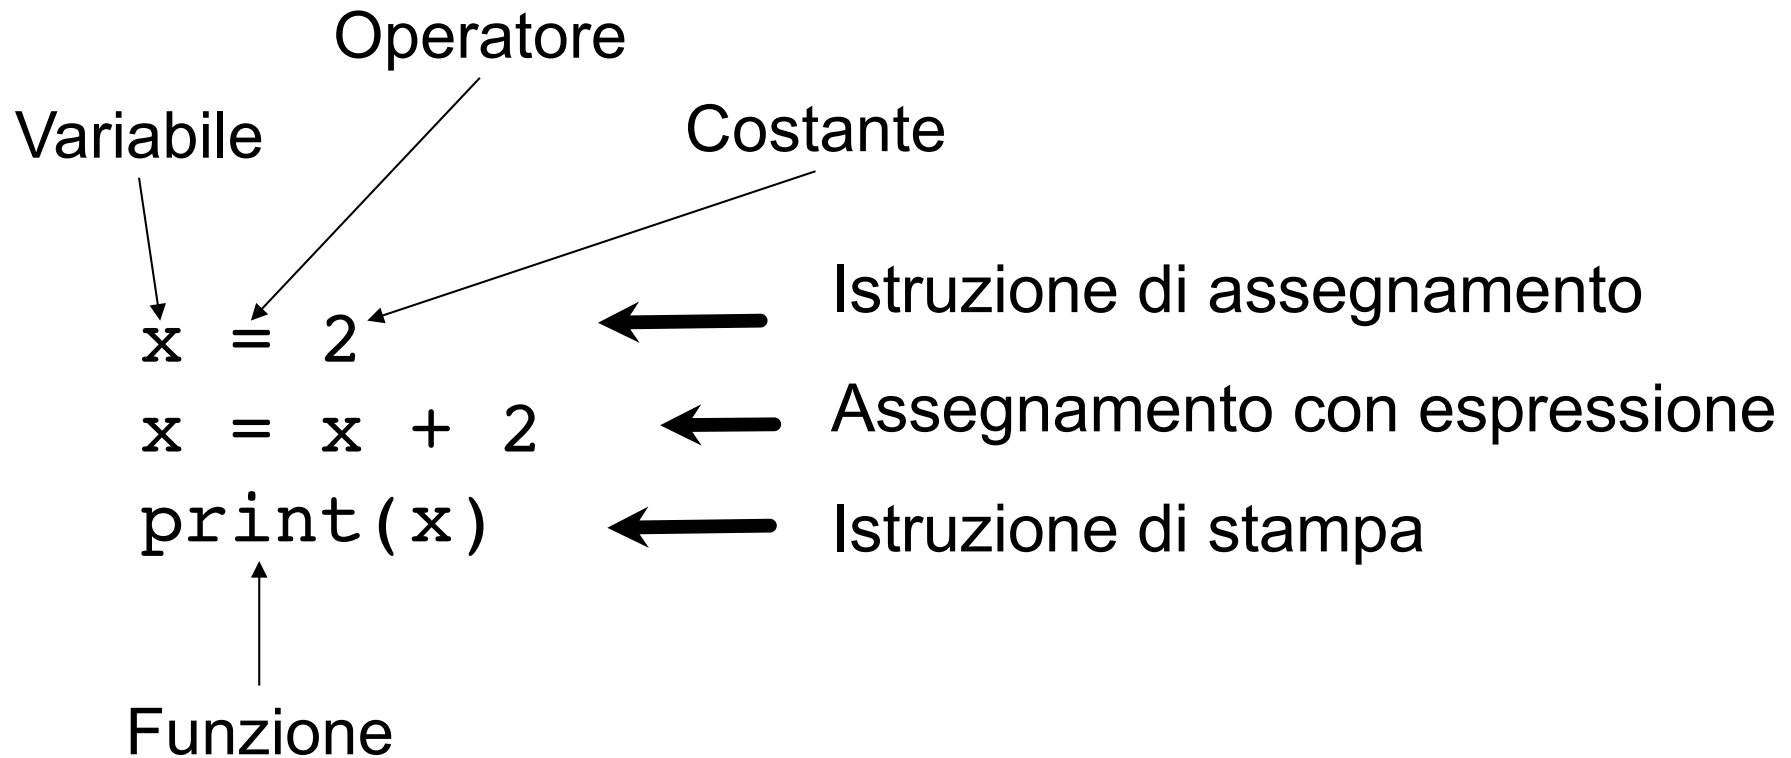 Operatore
Variabile
Costante
Istruzione di assegnamento
x = 2
Assegnamento con espressione
x = x + 2
Istruzione di stampa
print(x)
Funzione